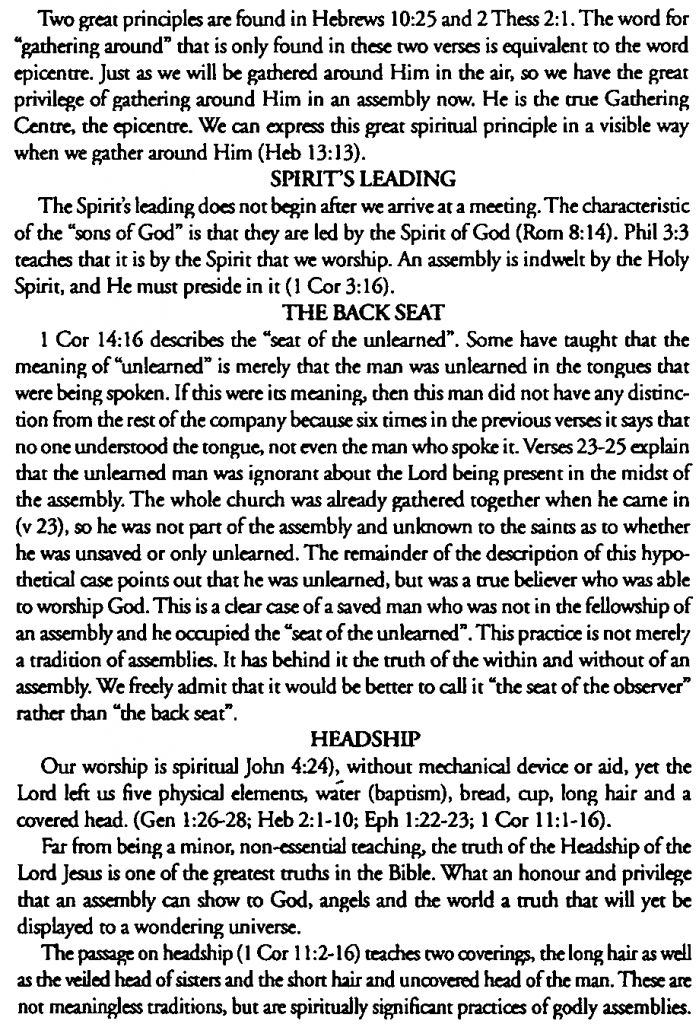 Two great principles are found in Hebrews 10:25 and 2 Thess 2:1. The word for
“gathering around” that is only found in these two verses is equivalent to the word
epicentre. Just as we will be gathered around Him in the air, so we have the great
privilege of gathering around Him in an assembly now. He is the true Gathering
Centre, the epicentre. We can express this great spiritual principle in a visible way
when we gather around Him (Heb 13:13).
SPIRIT’S LEADING
The Spirit’s leading does not begin after we arrive at a meeting. The characteristic
of the “sons of God” is that they are led by the Spirit of God (Rom 8:14). Phil 3:3
teaches that it is by the Spirit that we worship. An assembly is indwelt by the Holy
Spirit, and He must preside in it (1 Cor 3:16).
THE BACK SEAT
1 Cor 14:16 describes the “seat of the unlearned”. Some have taught that the
meaning of “unlearned” is merely that the man was unlearned in the tongues that
were being spoken. If this were its meaning, then this man did not have any distinc-
tion from the rest of the company because six times in the previous verses it says that
no one understood the tongue, not even the man who spoke it. Verses 23-25 explain
that the unlearned man was ignorant about the Lord being present in the midst of
the assembly. The whole church was already gathered together when he came in
(v 23), so he was not part of the assembly and unknown to the saints as to whether
he was unsaved or only unlearned. The remainder of the description of this hypo-
thetical case points out that he was unlearned, but was a true believer who was able
to worship God. This is a clear case of a saved man who was not in the fellowship of
an assembly and he occupied the “seat of the unlearned”. This practice is not merely
a tradition of assemblies. It has behind it the truth of the within and without of an
assembly. We freely admit that it would be better to call it “the seat of the observer”
rather than “the back seat”.
HEADSHIP
Our worship is spiritual John 4:24), without mechanical device or aid, yet the
Lord left us five physical elements, water (baptism), bread, cup, long hair and a
covered head. (Gen 1:26-28; Heb 2:1-10; Eph 1:22-23; 1 Cor 11:1-16).
Far from being a minor, non-essential teaching, the truth of the Headship of the
Lord Jesus is one of the greatest truths in the Bible. What an honour and privilege
that an assembly can show to God, angels and the world a truth that will yet be
displayed to a wondering universe.
The passage on headship (1 Cor 11:2-16) teaches two coverings, the long hair as well
as the veiled head of sisters and the short hair and uncovered head of the man. These are
not meaningless traditions, but are spiritually significant practices of godly assemblies.